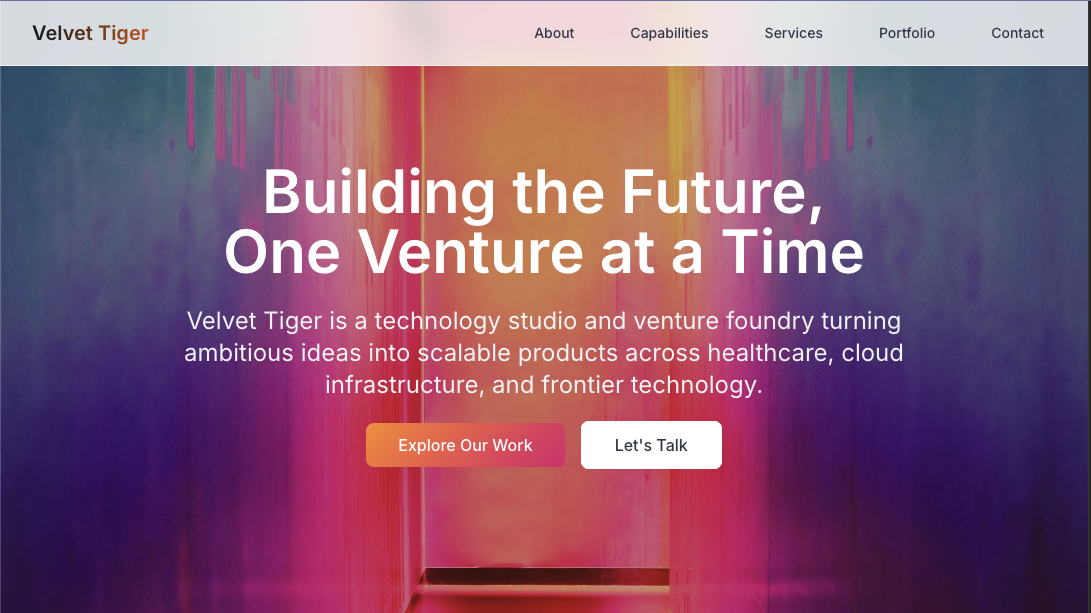 Velvet Tiger
About
Capabilities
Services
Portfolio
Contact
Building the Future,
One Venture at a Time
Velvet Tiger is a technology studio and venture foundry turning
ambitious ideas into scalable products across healthcare, cloud
infrastructure, and frontier technology.
Explore Our Work
Let's Talk